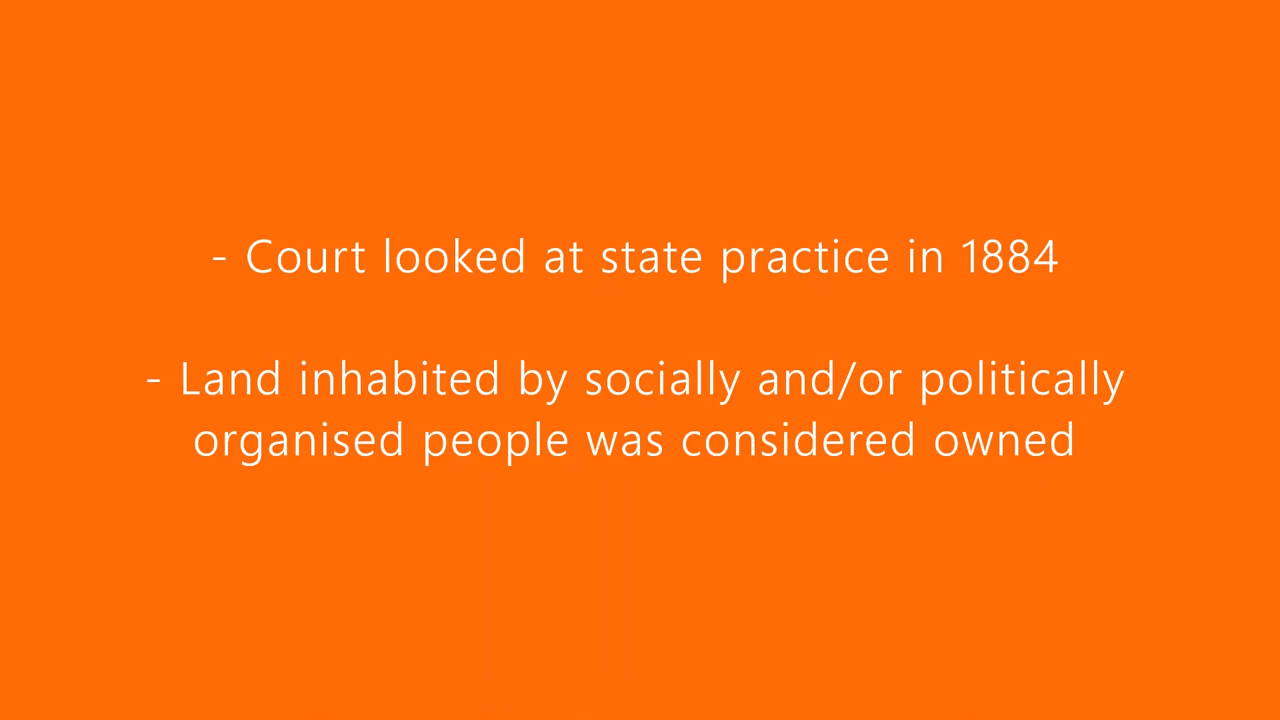 - Court looked at state practice in 1884
- Land inhabited by socially and/or politically
organised people was considered owned